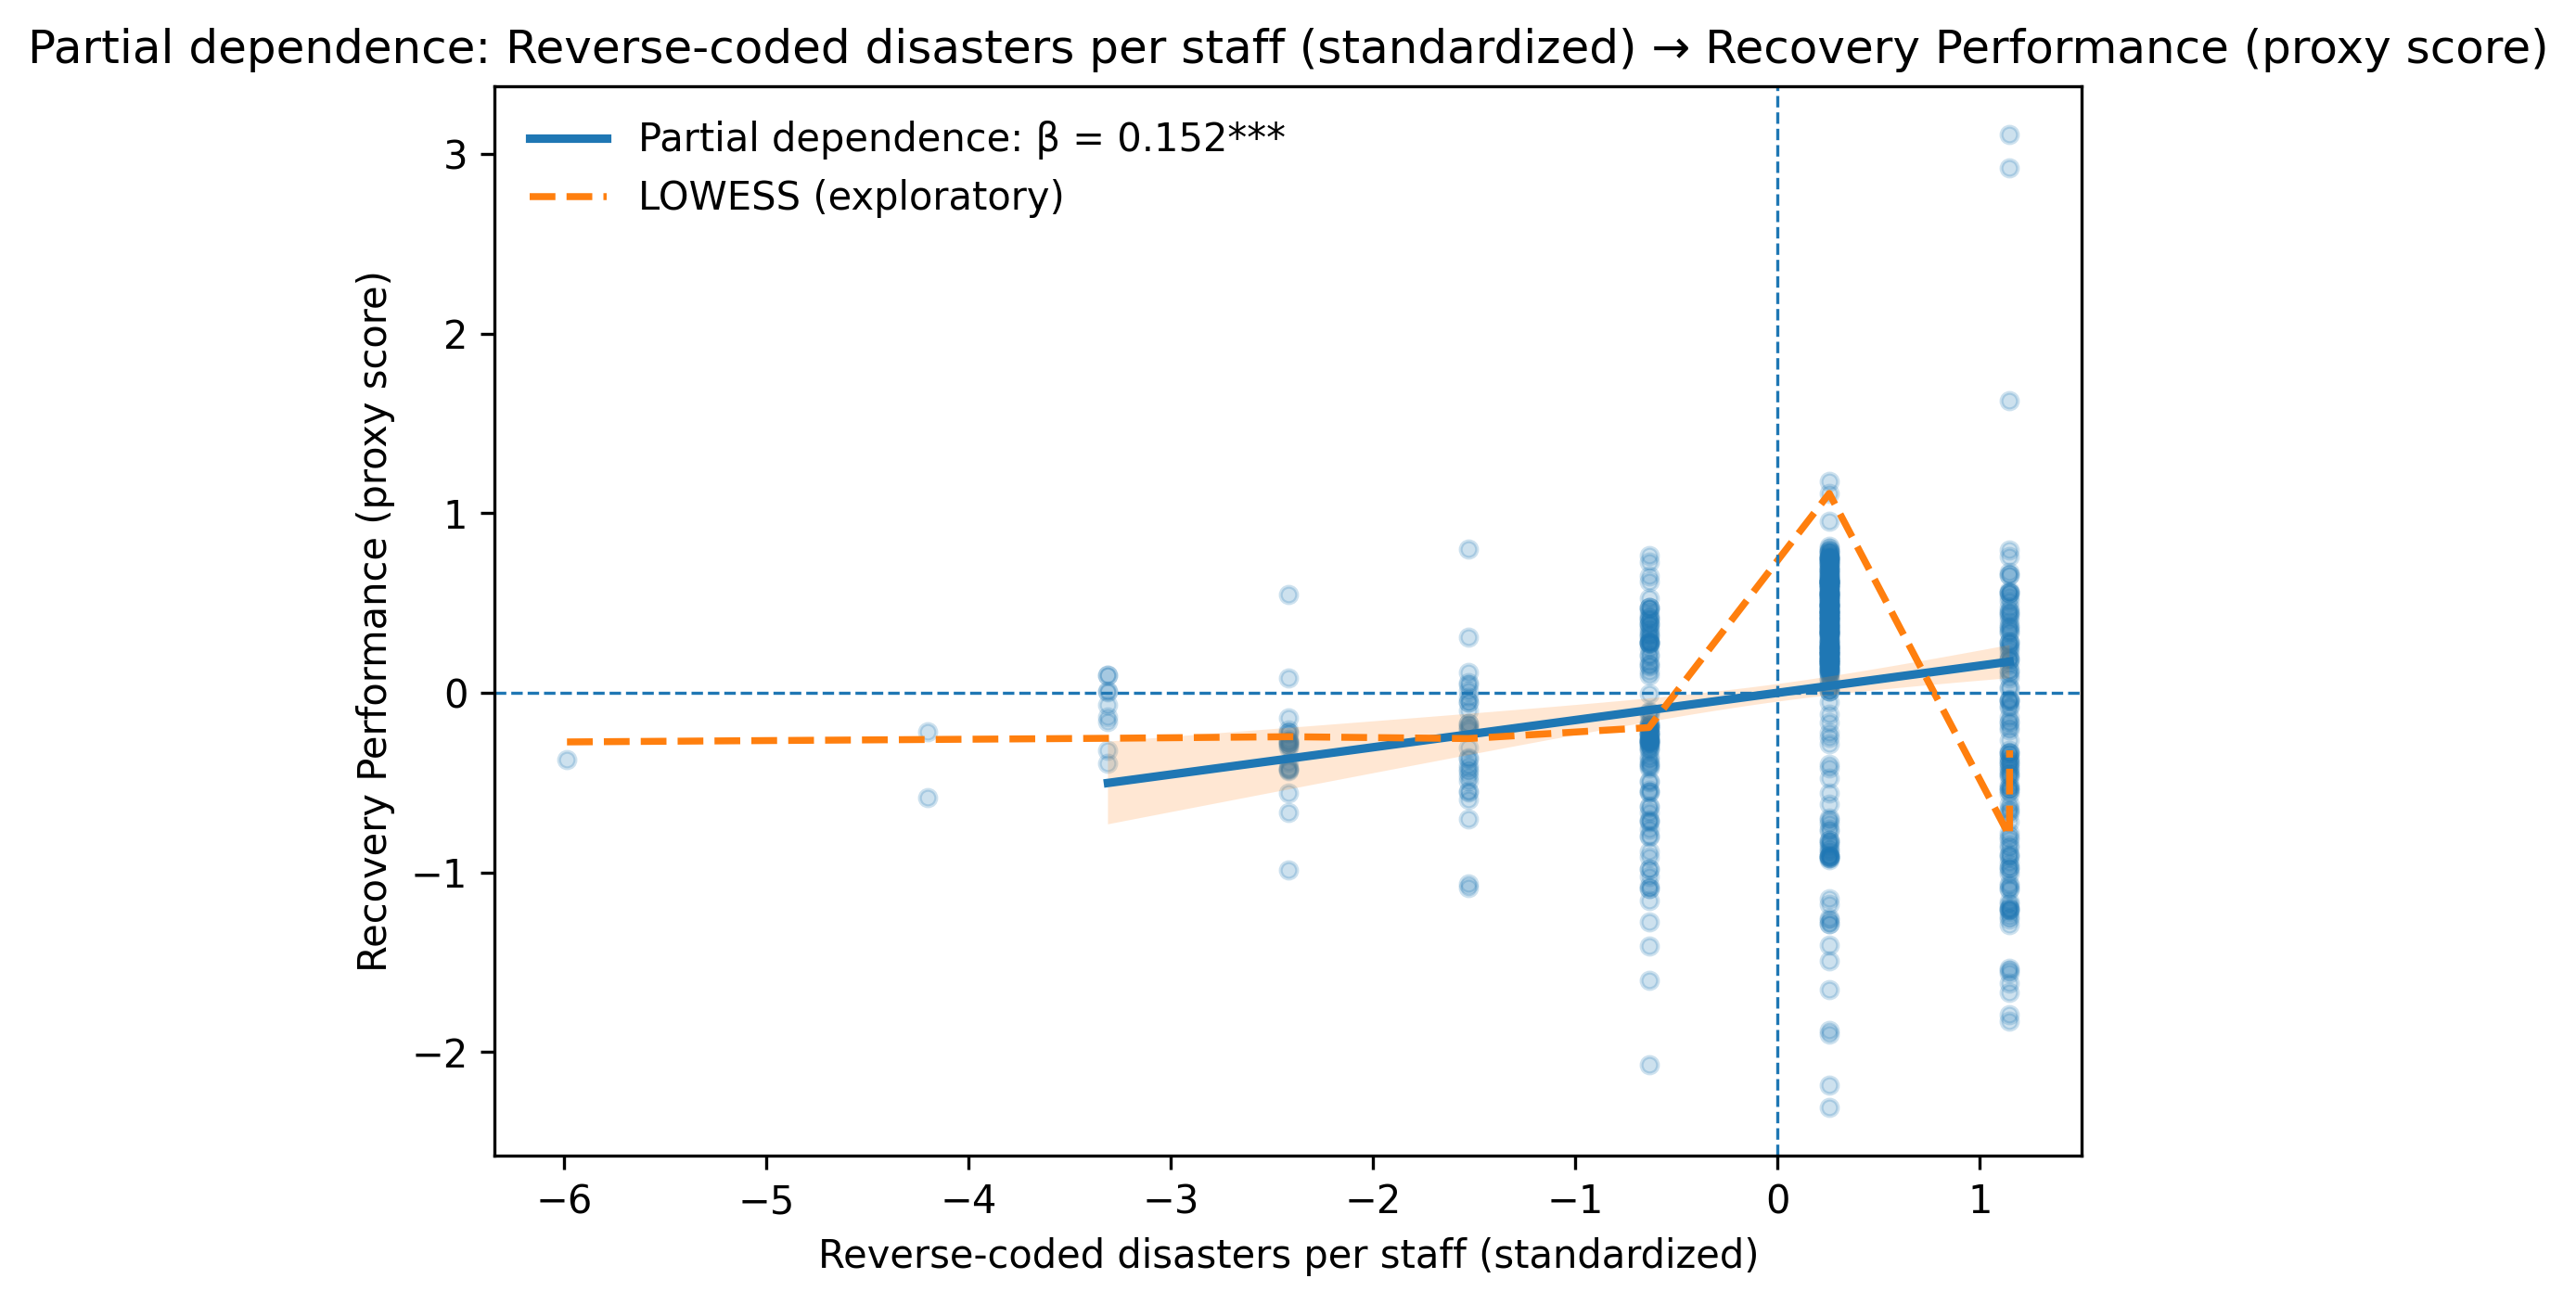 Partial dependence: Reverse-coded disasters per staff (standardized) → Recovery Performance (proxy score)
Partial dependence: β = 0.152***
LOWESS (exploratory)
Recovery Performance (proxy score)
3
2
1
0
−1
−2
−6
−5
−4
−3
−2
−1
0
1
Reverse-coded disasters per staff (standardized)